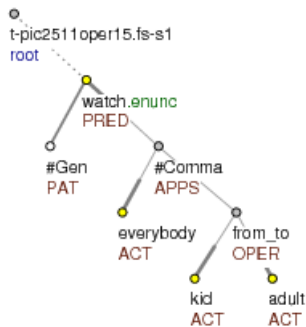 t-pic2511oper15.fs-s1
root
watch.enunc
PRED
#Gen #Comma
PAT APPS
everybody from_to
ACT OPER
kid adult
ACT ACT